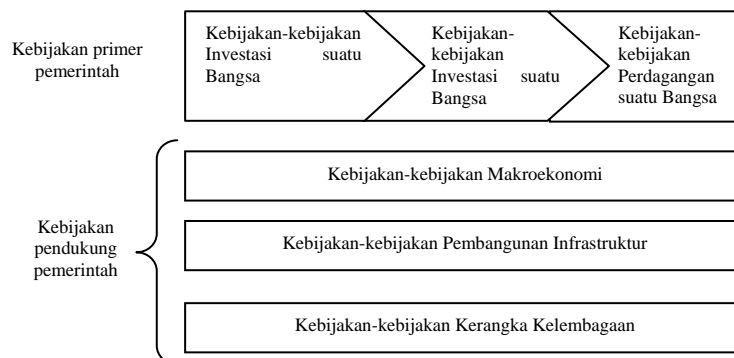 Kebijakan primer
pemerintah
Kebijakan-kebijakan
Investasi suatu
Bangsa
Kebijakan-
kebijakan
Investasi suatu
Bangsa
Kebijakan-
kebijakan
Perdagangan
suatu Bangsa
Kebijakan
pendukung
pemerintah
Kebijakan-kebijakan Makroekonomi
Kebijakan-kebijakan Pembangunan Infrastruktur
Kebijakan-kebijakan Kerangka Kelembagaan